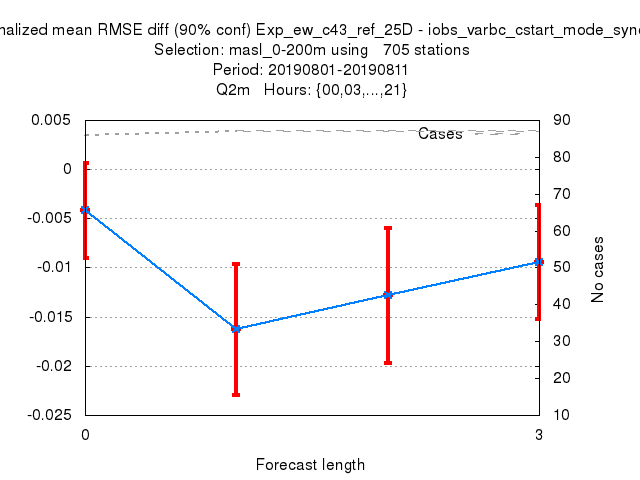 nalized mean RMSE diff (90% conf) Exp_ew_c43_ref_25D - iobs_varbc_cstart_mode_sync
Selection: masl_0-200m using 705 stations
Period: 20190801-20190811
Q2m Hours: {00,03,...,21}
0.005
0
-0.005
-0.01
-0.015
-0.02
-0.025
Cases
90
80
70
60
50
40
30
20
10
No cases
0
3
Forecast length